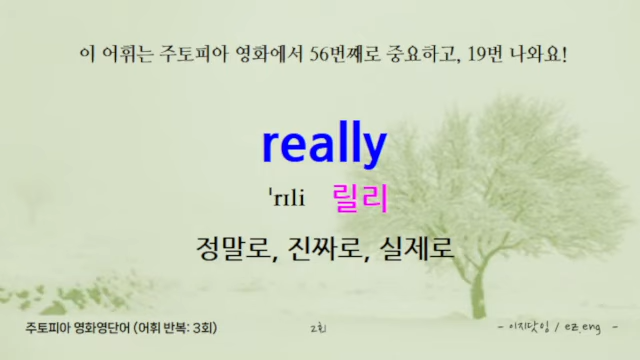 이 어휘는 주토피아 영화에서 56번째로 중요하고, 19번 나와요!
really
ˈrɪli 릴리
정말로, 진짜로, 실제로
주토피아 영화영단어 (어휘 반복: 3회) 2회 - 이지닷잉 / ez.eng -